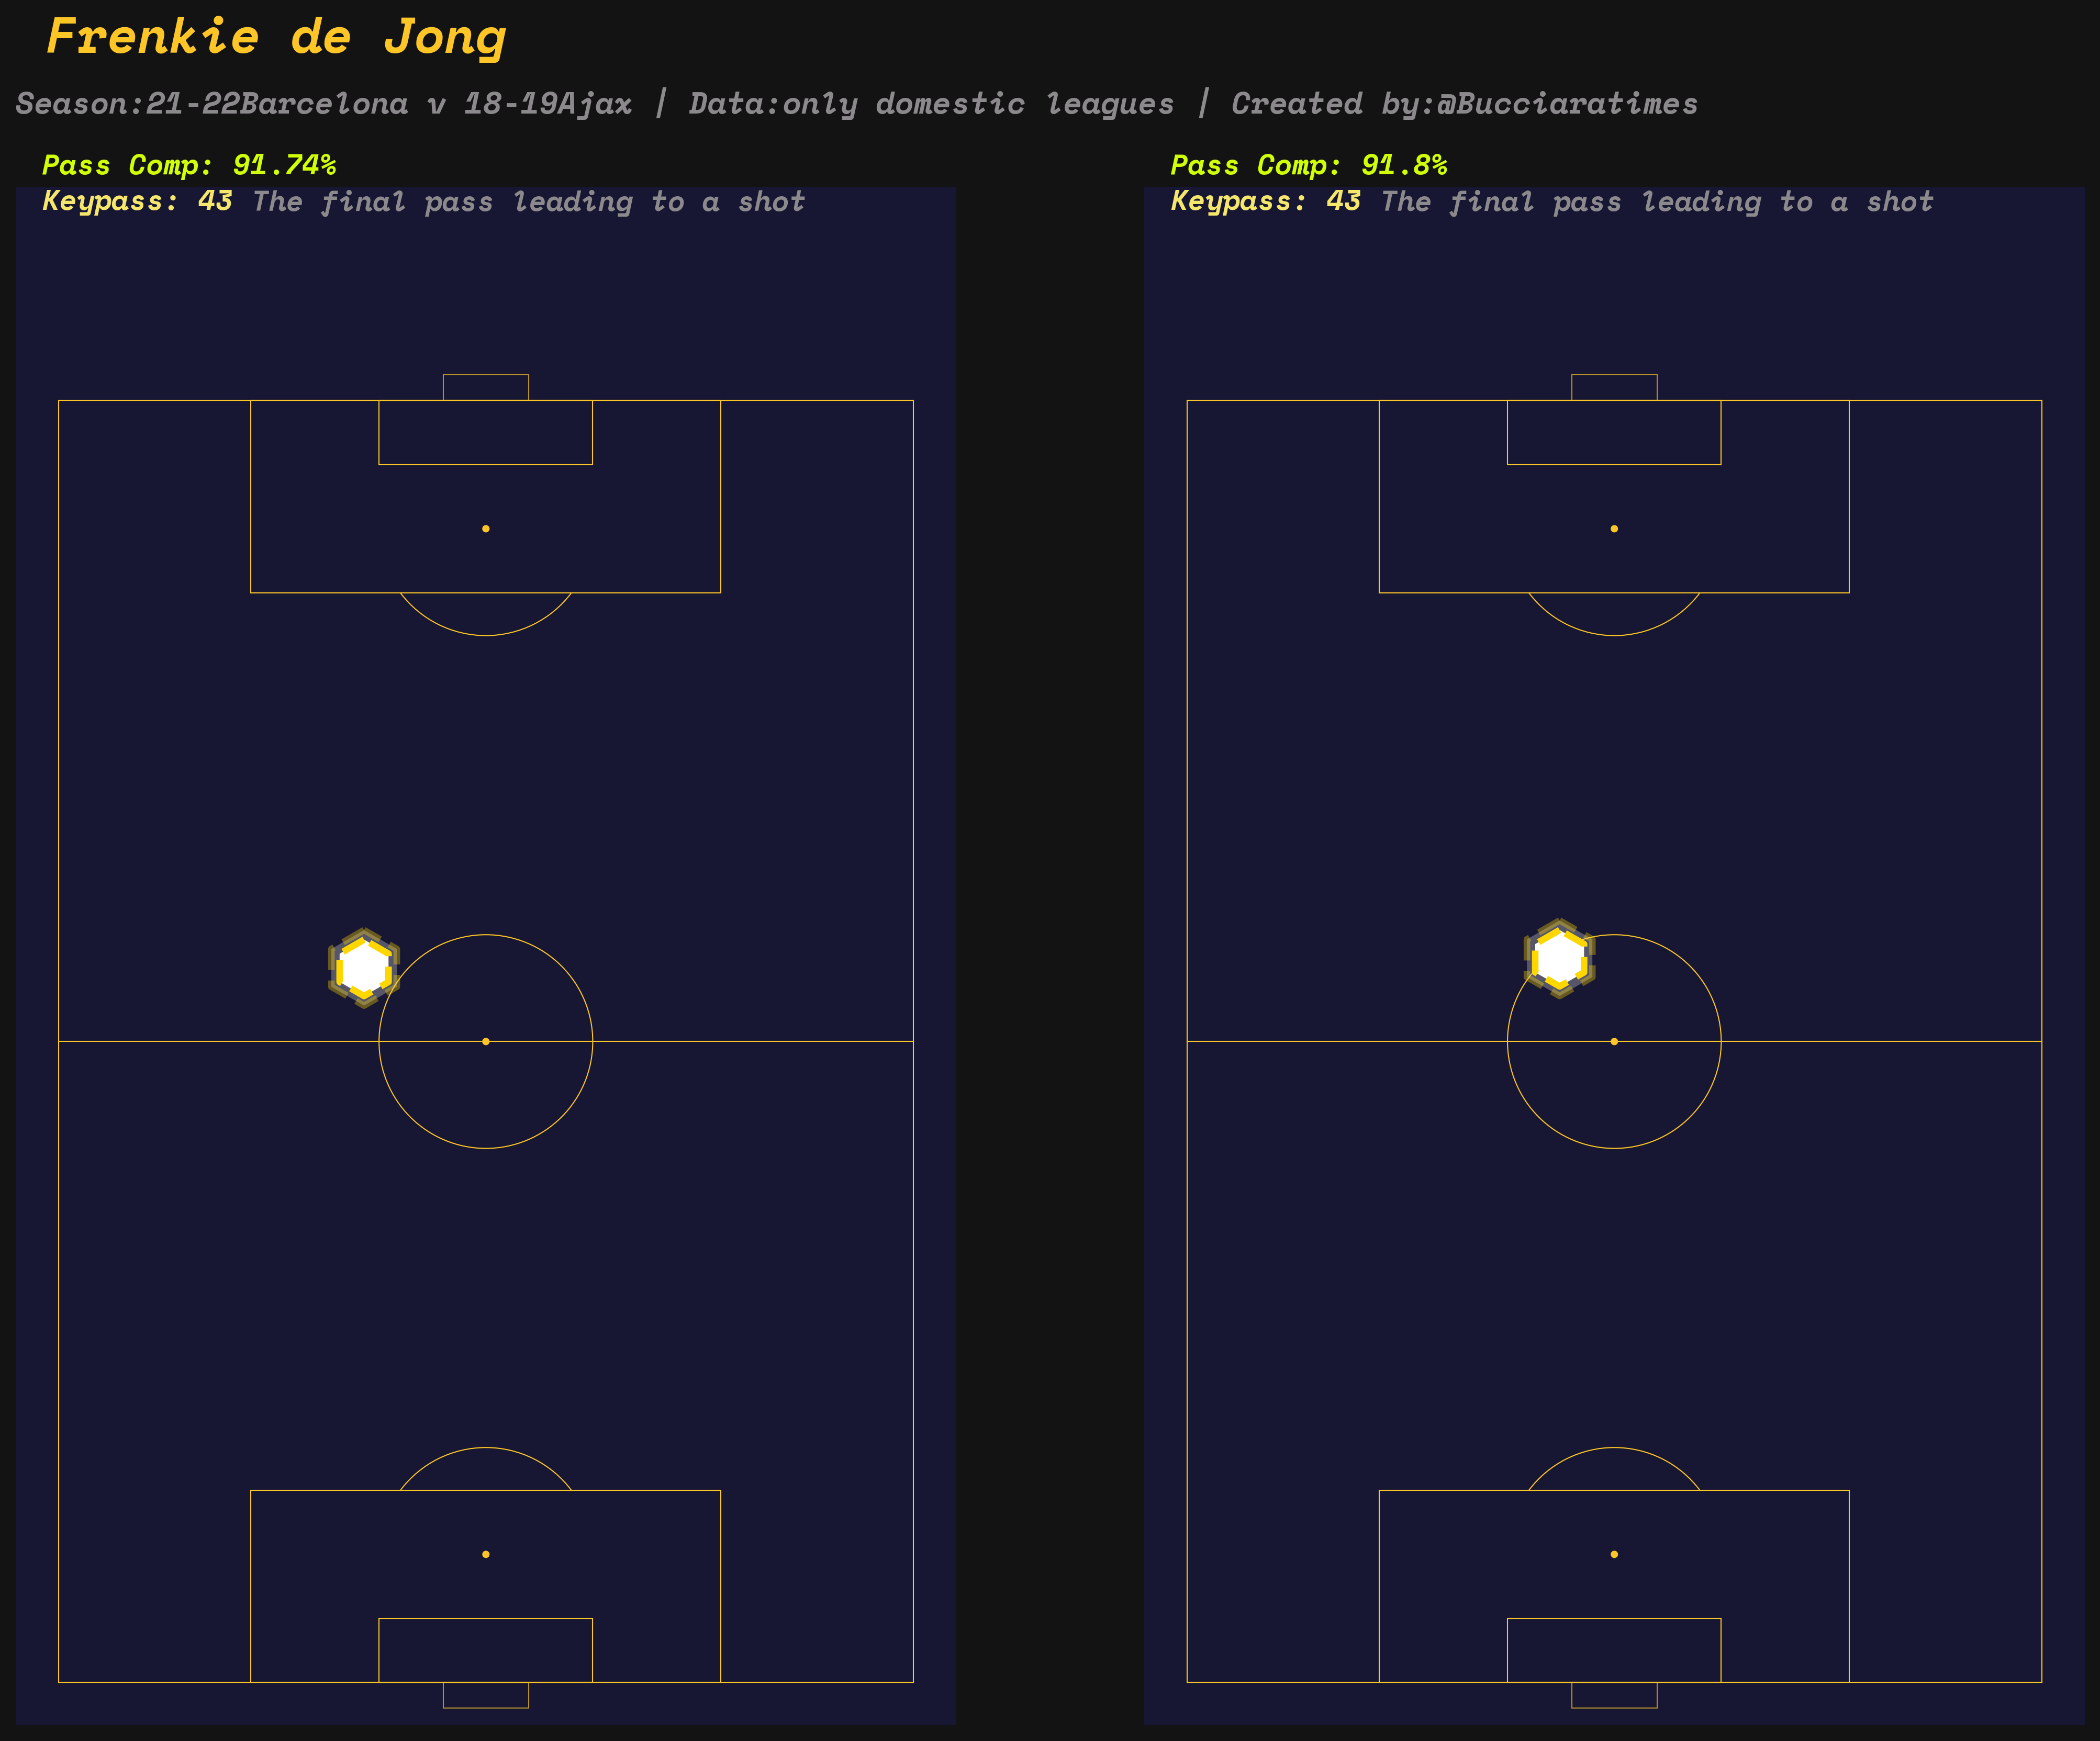 Frenkie de Jong
Season:21-22Barcelona v 18-19Ajax | Data:only domestic leagues | Created by:@Bucciaratimes
Pass Comp: 91.74%
Keypass: 43 The final pass leading to a shot
Pass Comp: 91.8%
Keypass: 43 The final pass leading to a shot